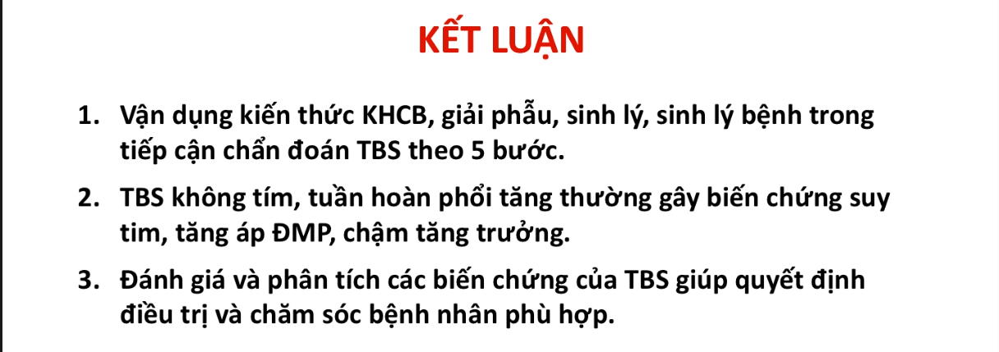 KẾT LUẬN
1. Vận dụng kiến thức KHCB, giải phẫu, sinh lý, sinh lý bệnh trong
tiếp cận chẩn đoán TBS theo 5 bước.
2. TBS không tím, tuần hoàn phổi tăng thường gây biến chứng suy
tim, tăng áp ĐMP, chậm tăng trưởng.
3. Đánh giá và phân tích các biến chứng của TBS giúp quyết định
điều trị và chăm sóc bệnh nhân phù hợp.